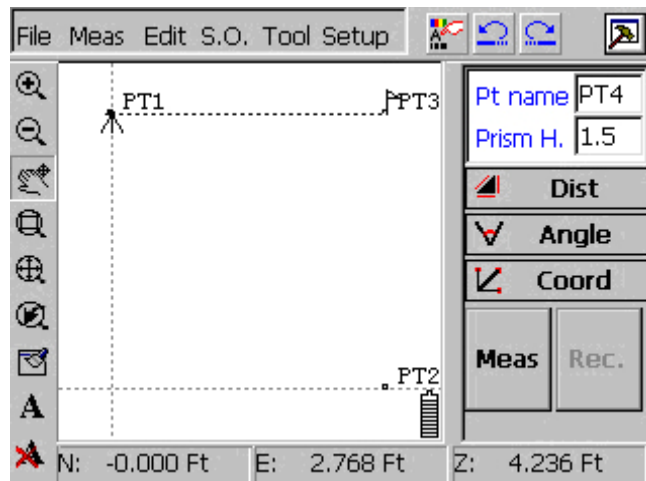 File Meas Edit S.O. Tool Setup
PT1
PT3
Pt name PT4
Prism H. 1.5
Dist
Angle
Coord
Meas Rec.
PT2
A
N: -0.000 Ft E: 2.768 Ft Z: 4.236 Ft